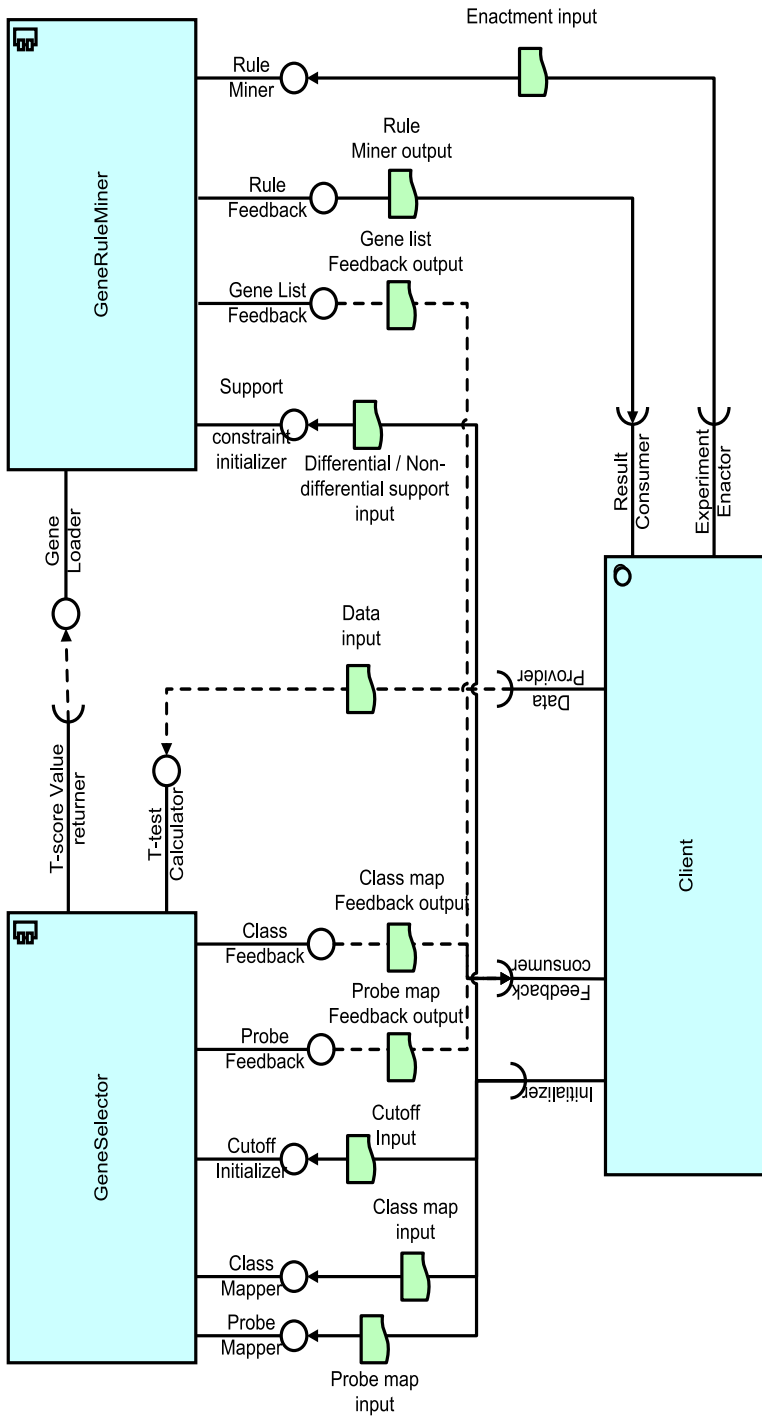 Enactment input
Rule
Miner
Rule
Miner output
Rule
Feedback
Gene list
Feedback output
Gene List
Feedback
GeneRuleMiner
Support
constraint
initializer
Differential / Non-
differential support
input
Result
Consumer
Experiment
Enactor
Gene
Loader
Data
input
Data
Provider
T-score Value
returner
T-test
Calculator
Client
Class map
Feedback output
Class
Feedback
Feedback
consumer
Probe map
Feedback output
Probe
Feedback
GeneSelector
Initializer
Cutoff
Input
Cutoff
Initializer
Class map
input
Class
Mapper
Probe
Mapper
Probe map
input